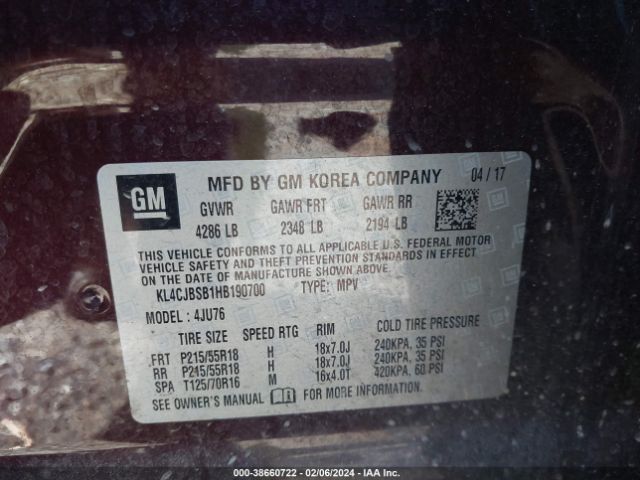 GM MFD BY GM KOREA COMPANY 04 / 17
GVWR GAWR FRT GAWR RR
4286 LB 2348 LB 2194 LB
THIS VEHICLE CONFORMS TO ALL APPLICABLE U.S. FEDERAL MOTOR
VEHICLE SAFETY AND THEFT PREVENTION STANDARDS IN EFFECT
ON THE DATE OF MANUFACTURE SHOWN ABOVE.
KL4CJBSB1HB190700 TYPE: MPV
MODEL : 4JU76
TIRE SIZE SPEED RTG RIM COLD TIRE PRESSURE
FRT P215/55R18 H 18x7.0J 240KPA, 35 PSI
RR P215/55R18 H 18x7.0J 240KPA, 35 PSI
SPA T125/70R16 M 16x4.0T 420KPA, 60 PSI
SEE OWNER'S MANUAL FOR MORE INFORMATION.
000-38660722 — 02/06/2024 — IAA Inc.